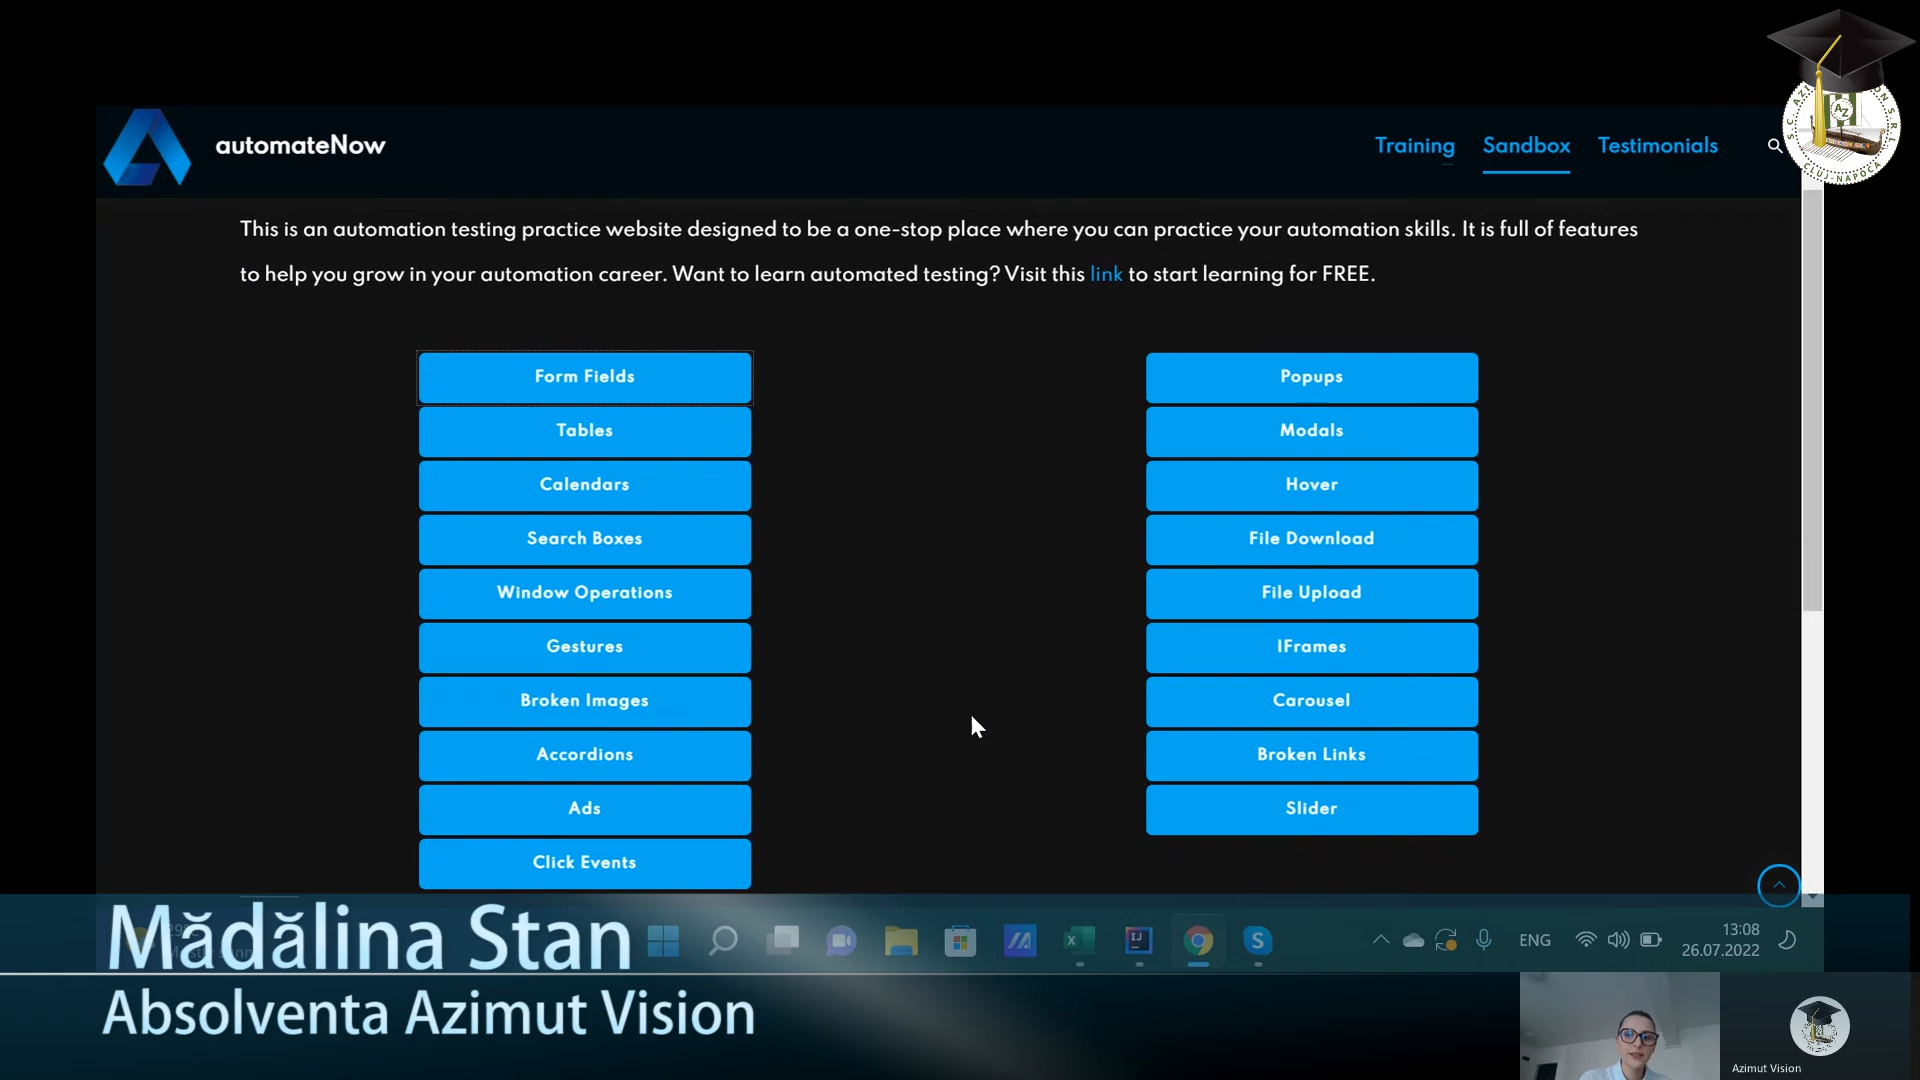 automateNow
Training
Sandbox
Testimonials
This is an automation testing practice website designed to be a one-stop place where you can practice your automation skills. It is full of features
to help you grow in your automation career. Want to learn automated testing? Visit this link to start learning for FREE.
Form Fields
Popups
Tables
Modals
Calendars
Hover
Search Boxes
File Download
Window Operations
File Upload
Gestures
IFrames
Broken Images
Carousel
Accordions
Broken Links
Ads
Slider
Click Events
Mădălina Stan
ENG
13:08
26.07.2022
Absolventa Azimut Vision
Azimut Vision
CLUJ-NAPOCA
AZ